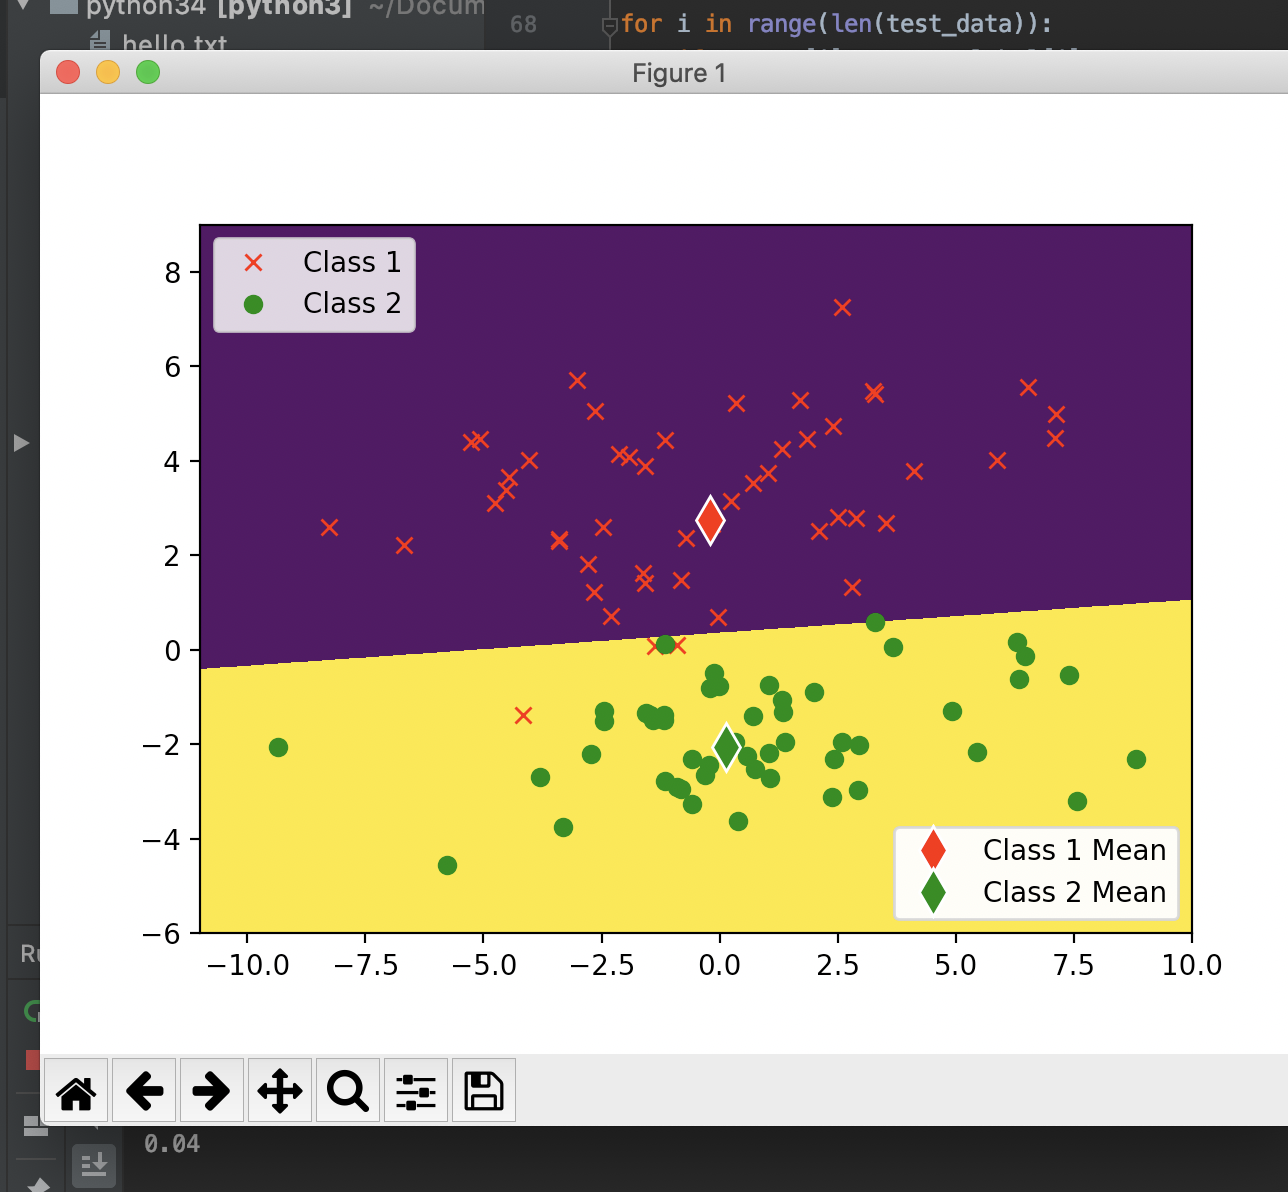 python34 [python3] ~/Docum
68 for i in range(len(test_data)):
hello.txt
Figure 1
Class 1
Class 2
8
6
4
2
0
−2
−4
−6
Class 1 Mean
Class 2 Mean
−10.0 −7.5 −5.0 −2.5 0.0 2.5 5.0 7.5 10.0
0.04